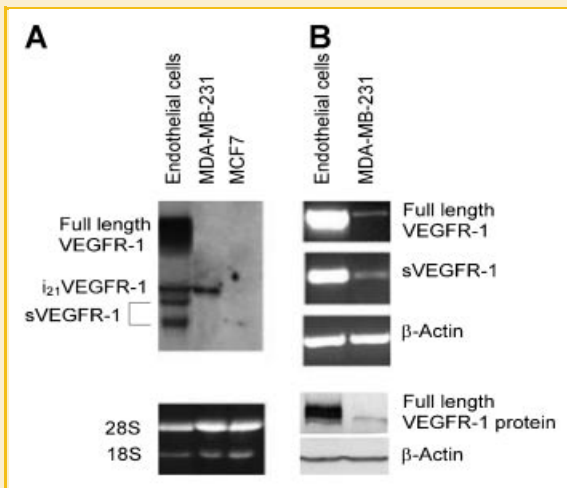 A
Endothelial cells
MDA-MB-231
MCF7
Full length
VEGFR-1
i21VEGFR-1
sVEGFR-1
28S
18S
B
Endothelial cells
MDA-MB-231
Full length
VEGFR-1
sVEGFR-1
β-Actin
Full length
VEGFR-1 protein
β-Actin